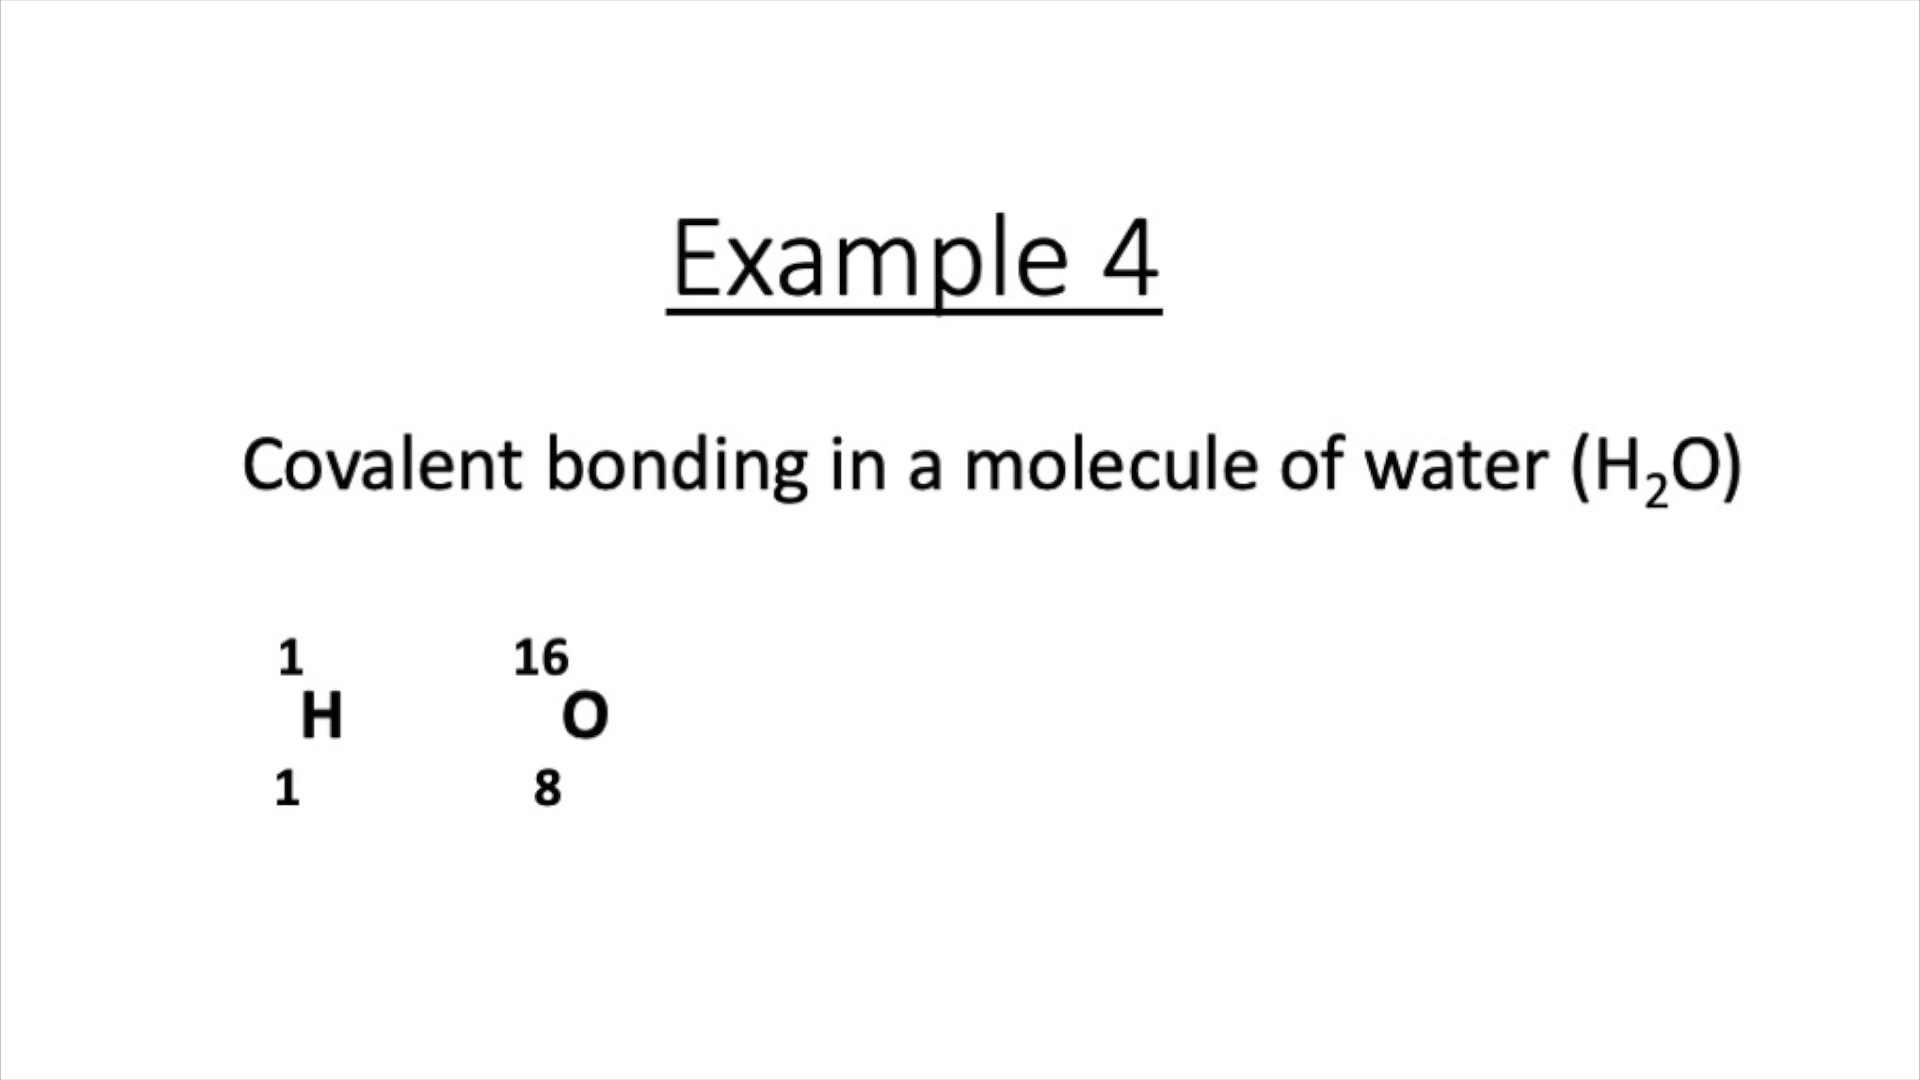 Example 4
Covalent bonding in a molecule of water (H₂O)
1 16
H O
1 8